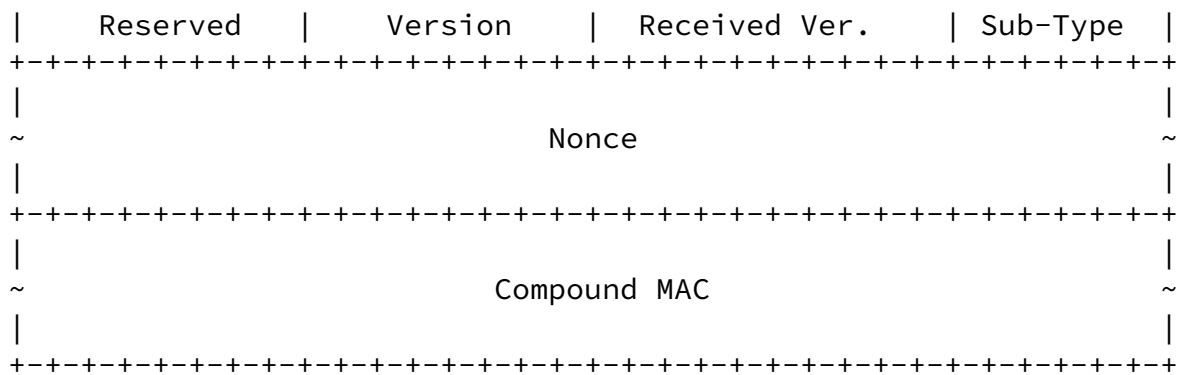 |    Reserved   |    Version    |  Received Ver.    | Sub-Type  |
+-+-+-+-+-+-+-+-+-+-+-+-+-+-+-+-+-+-+-+-+-+-+-+-+-+-+-+-+-+-+-+-+
|                                                               |
~                             Nonce                             ~
|                                                               |
+-+-+-+-+-+-+-+-+-+-+-+-+-+-+-+-+-+-+-+-+-+-+-+-+-+-+-+-+-+-+-+-+
|                                                               |
~                          Compound MAC                         ~
|                                                               |
+-+-+-+-+-+-+-+-+-+-+-+-+-+-+-+-+-+-+-+-+-+-+-+-+-+-+-+-+-+-+-+-+